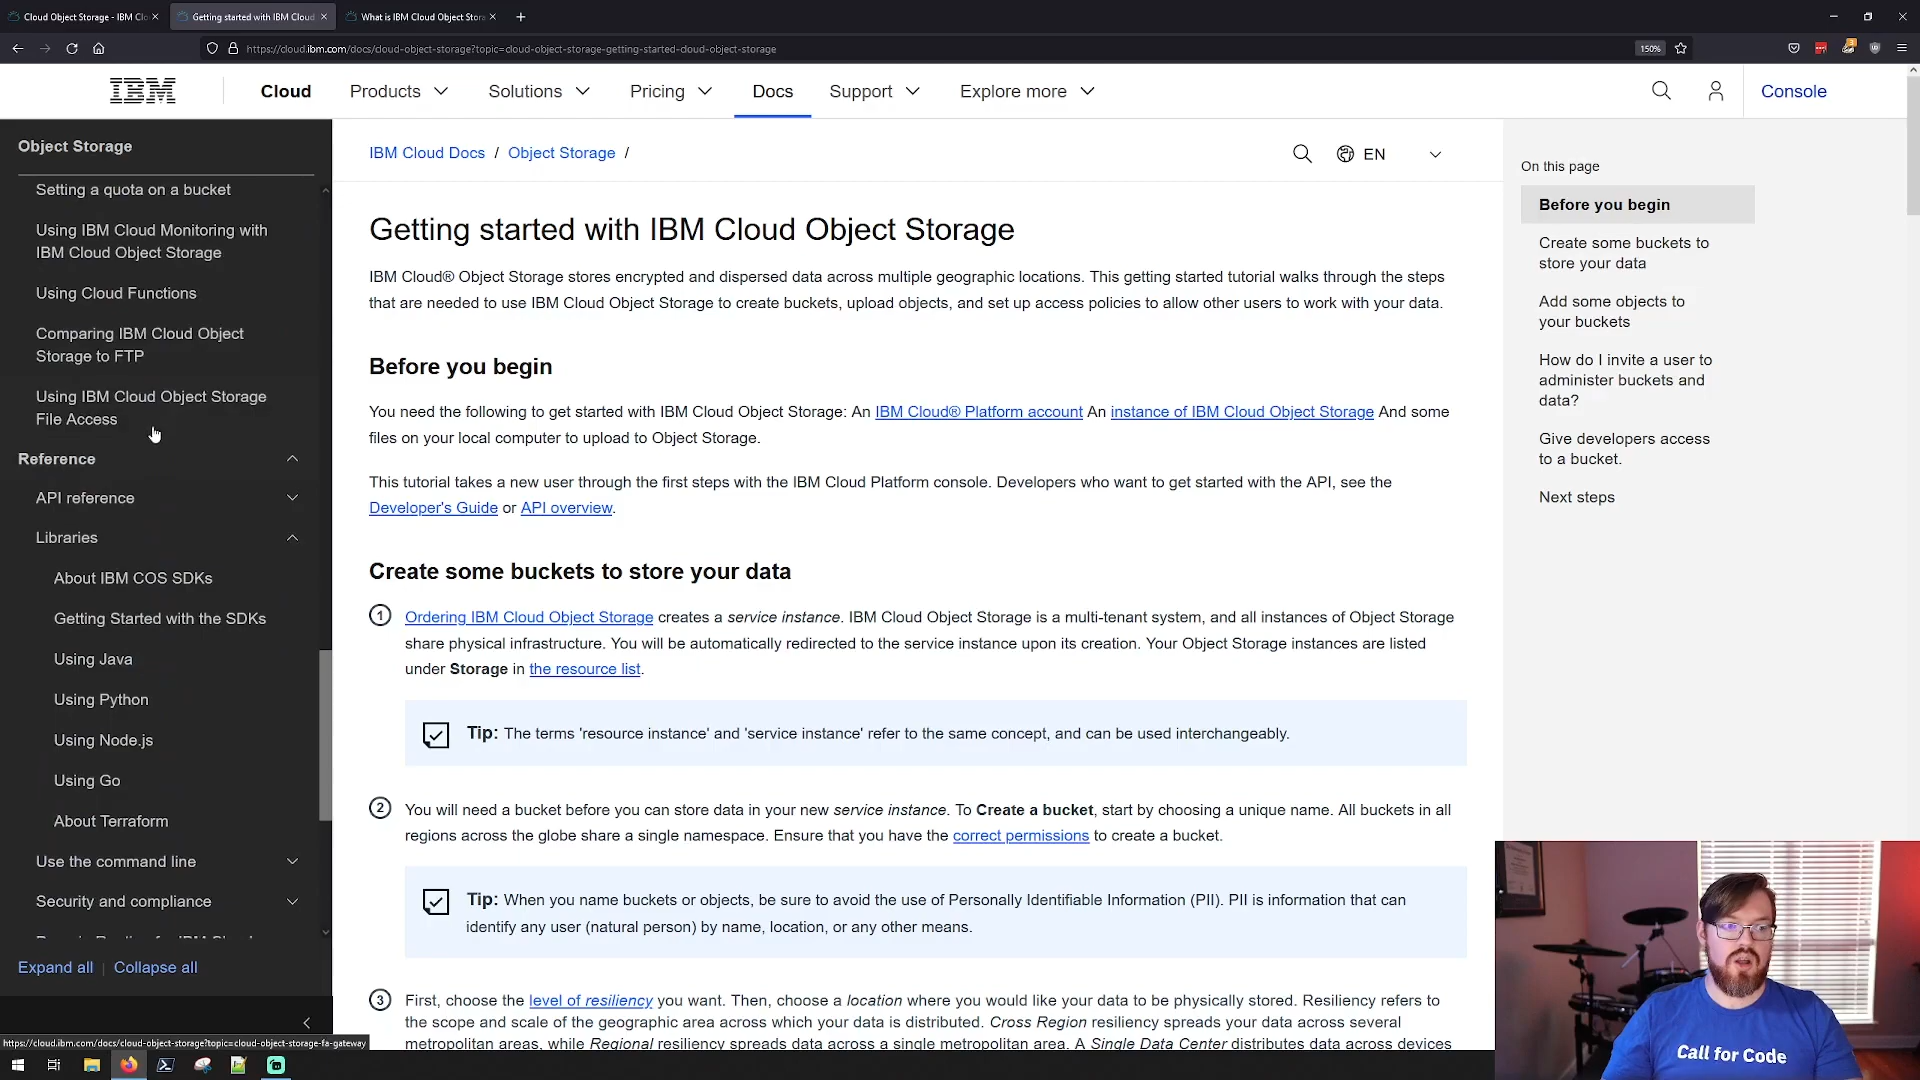 Cloud Object Storage - IBM Clo
Getting started with IBM Cloud
What is IBM Cloud Object Stora
https://cloud.ibm.com/docs/cloud-object-storage?topic=cloud-object-storage-getting-started-cloud-object-storage
150%
IBM
Cloud
Products
Solutions
Pricing
Docs
Support
Explore more
Console
Object Storage
Setting a quota on a bucket
Using IBM Cloud Monitoring with
IBM Cloud Object Storage
Using Cloud Functions
Comparing IBM Cloud Object
Storage to FTP
Using IBM Cloud Object Storage
File Access
Reference
API reference
Libraries
About IBM COS SDKs
Getting Started with the SDKs
Using Java
Using Python
Using Node.js
Using Go
About Terraform
Use the command line
Security and compliance
Expand all | Collapse all
https://cloud.ibm.com/docs/cloud-object-storage?topic=cloud-object-storage-fa-gateway
IBM Cloud Docs / Object Storage /
EN
Getting started with IBM Cloud Object Storage
IBM Cloud® Object Storage stores encrypted and dispersed data across multiple geographic locations. This getting started tutorial walks through the steps
that are needed to use IBM Cloud Object Storage to create buckets, upload objects, and set up access policies to allow other users to work with your data.
Before you begin
You need the following to get started with IBM Cloud Object Storage: An IBM Cloud® Platform account An instance of IBM Cloud Object Storage And some
files on your local computer to upload to Object Storage.
This tutorial takes a new user through the first steps with the IBM Cloud Platform console. Developers who want to get started with the API, see the
Developer's Guide or API overview.
Create some buckets to store your data
1 Ordering IBM Cloud Object Storage creates a service instance. IBM Cloud Object Storage is a multi-tenant system, and all instances of Object Storage
share physical infrastructure. You will be automatically redirected to the service instance upon its creation. Your Object Storage instances are listed
under Storage in the resource list.
Tip: The terms 'resource instance' and 'service instance' refer to the same concept, and can be used interchangeably.
2 You will need a bucket before you can store data in your new service instance. To Create a bucket, start by choosing a unique name. All buckets in all
regions across the globe share a single namespace. Ensure that you have the correct permissions to create a bucket.
Tip: When you name buckets or objects, be sure to avoid the use of Personally Identifiable Information (PII). PII is information that can
identify any user (natural person) by name, location, or any other means.
3 First, choose the level of resiliency you want. Then, choose a location where you would like your data to be physically stored. Resiliency refers to
the scope and scale of the geographic area across which your data is distributed. Cross Region resiliency spreads your data across several
metropolitan areas, while Regional resiliency spreads data across a single metropolitan area. A Single Data Center distributes data across devices
On this page
Before you begin
Create some buckets to
store your data
Add some objects to
your buckets
How do I invite a user to
administer buckets and
data?
Give developers access
to a bucket.
Next steps
Call for Code